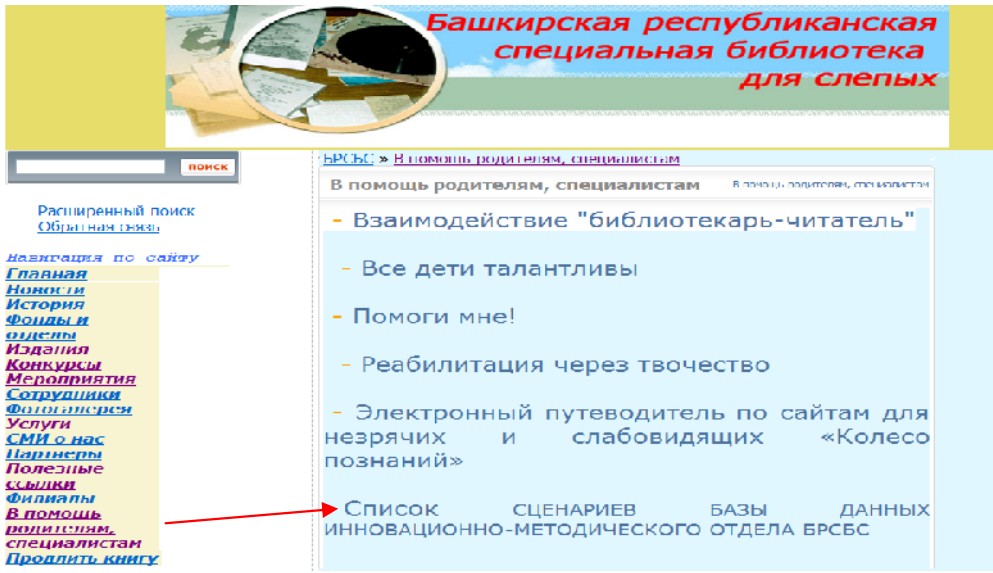 Башкирская республиканская
специальная библиотека
для слепых
поиск
Расширенный поиск
Обратная связь
Навигация по сайту
Главная
Новости
История
Фонды и
отделы
Издания
Конкурсы
Мероприятия
Сотрудники
Фотогалерея
Услуги
СМИ о нас
Партнеры
Полезные
ссылки
Филиалы
В помощь
родителям,
специалистам
Продлить книгу
БРСБС » В помощь родителям, специалистам
В помощь родителям, специалистам
В помощь родителям, специалистам
- Взаимодействие "библиотекарь-читатель"
- Все дети талантливы
- Помоги мне!
- Реабилитация через твочество
- Электронный путеводитель по сайтам для
незрячих и слабовидящих «Колесо
познаний»
Список СЦЕНАРИЕВ БАЗЫ ДАННЫХ
ИННОВАЦИОННО-МЕТОДИЧЕСКОГО ОТДЕЛА БРСБС